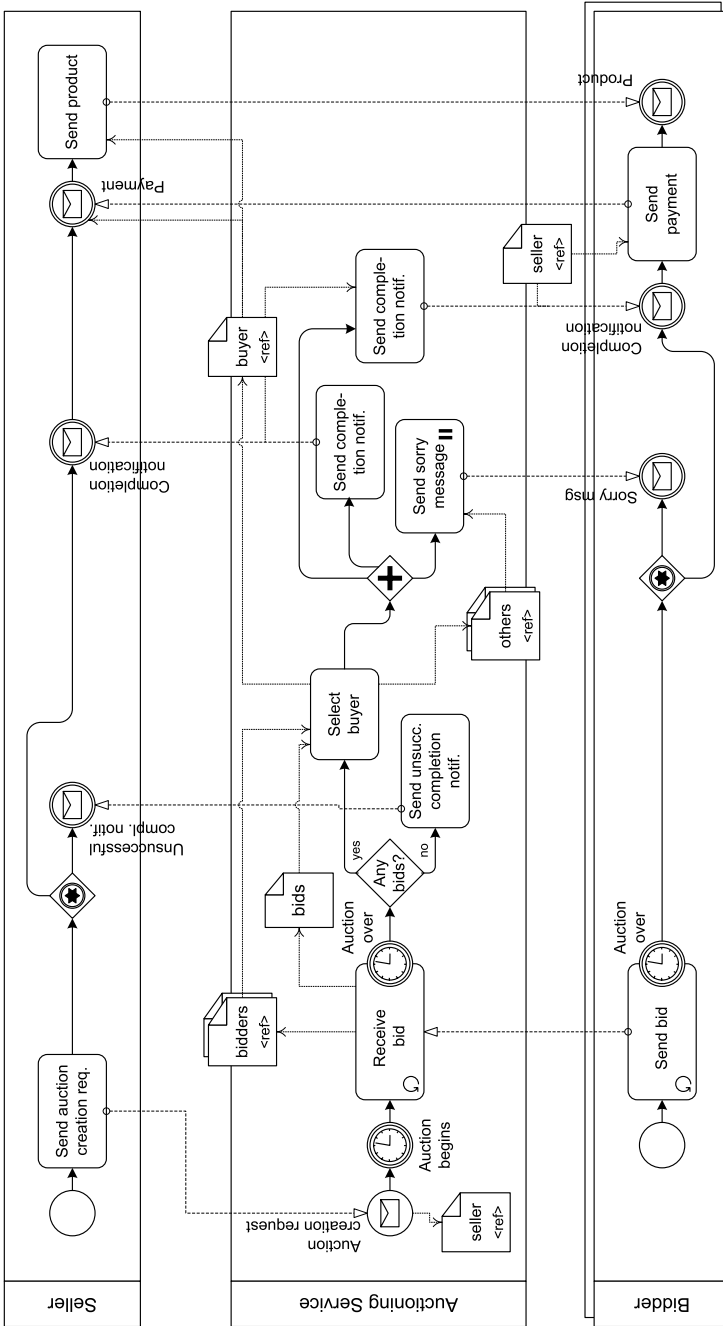 Seller
Send auction
creation req.
Unsuccessful
compl. notif.
Completion
notification
Payment
Send product
Auctioning Service
Auction
creation request
seller
<ref>
Auction
begins
Receive
bid
bidders
<ref>
bids
Auction
over
Any
bids?
yes
no
Send unsucc.
completion
notif.
Select
buyer
others
<ref>
buyer
<ref>
Send comple-
tion notif.
Send sorry
message
Send comple-
tion notif.
seller
<ref>
Bidder
Send bid
Auction
over
Sorry msg
Completion
notification
Send
payment
Product